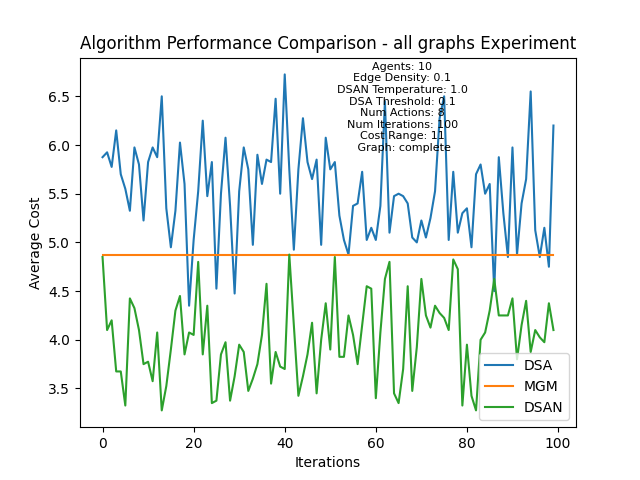 Algorithm Performance Comparison - all graphs Experiment
Agents: 10
Edge Density: 0.1
DSAN Temperature: 1.0
DSA Threshold: 0.1
Num Actions: 8
Num Iterations: 100
Cost Range: 11
Graph: complete
Average Cost
6.5
6.0
5.5
5.0
4.5
4.0
3.5
DSA
MGM
DSAN
0
20
40
60
80
100
Iterations